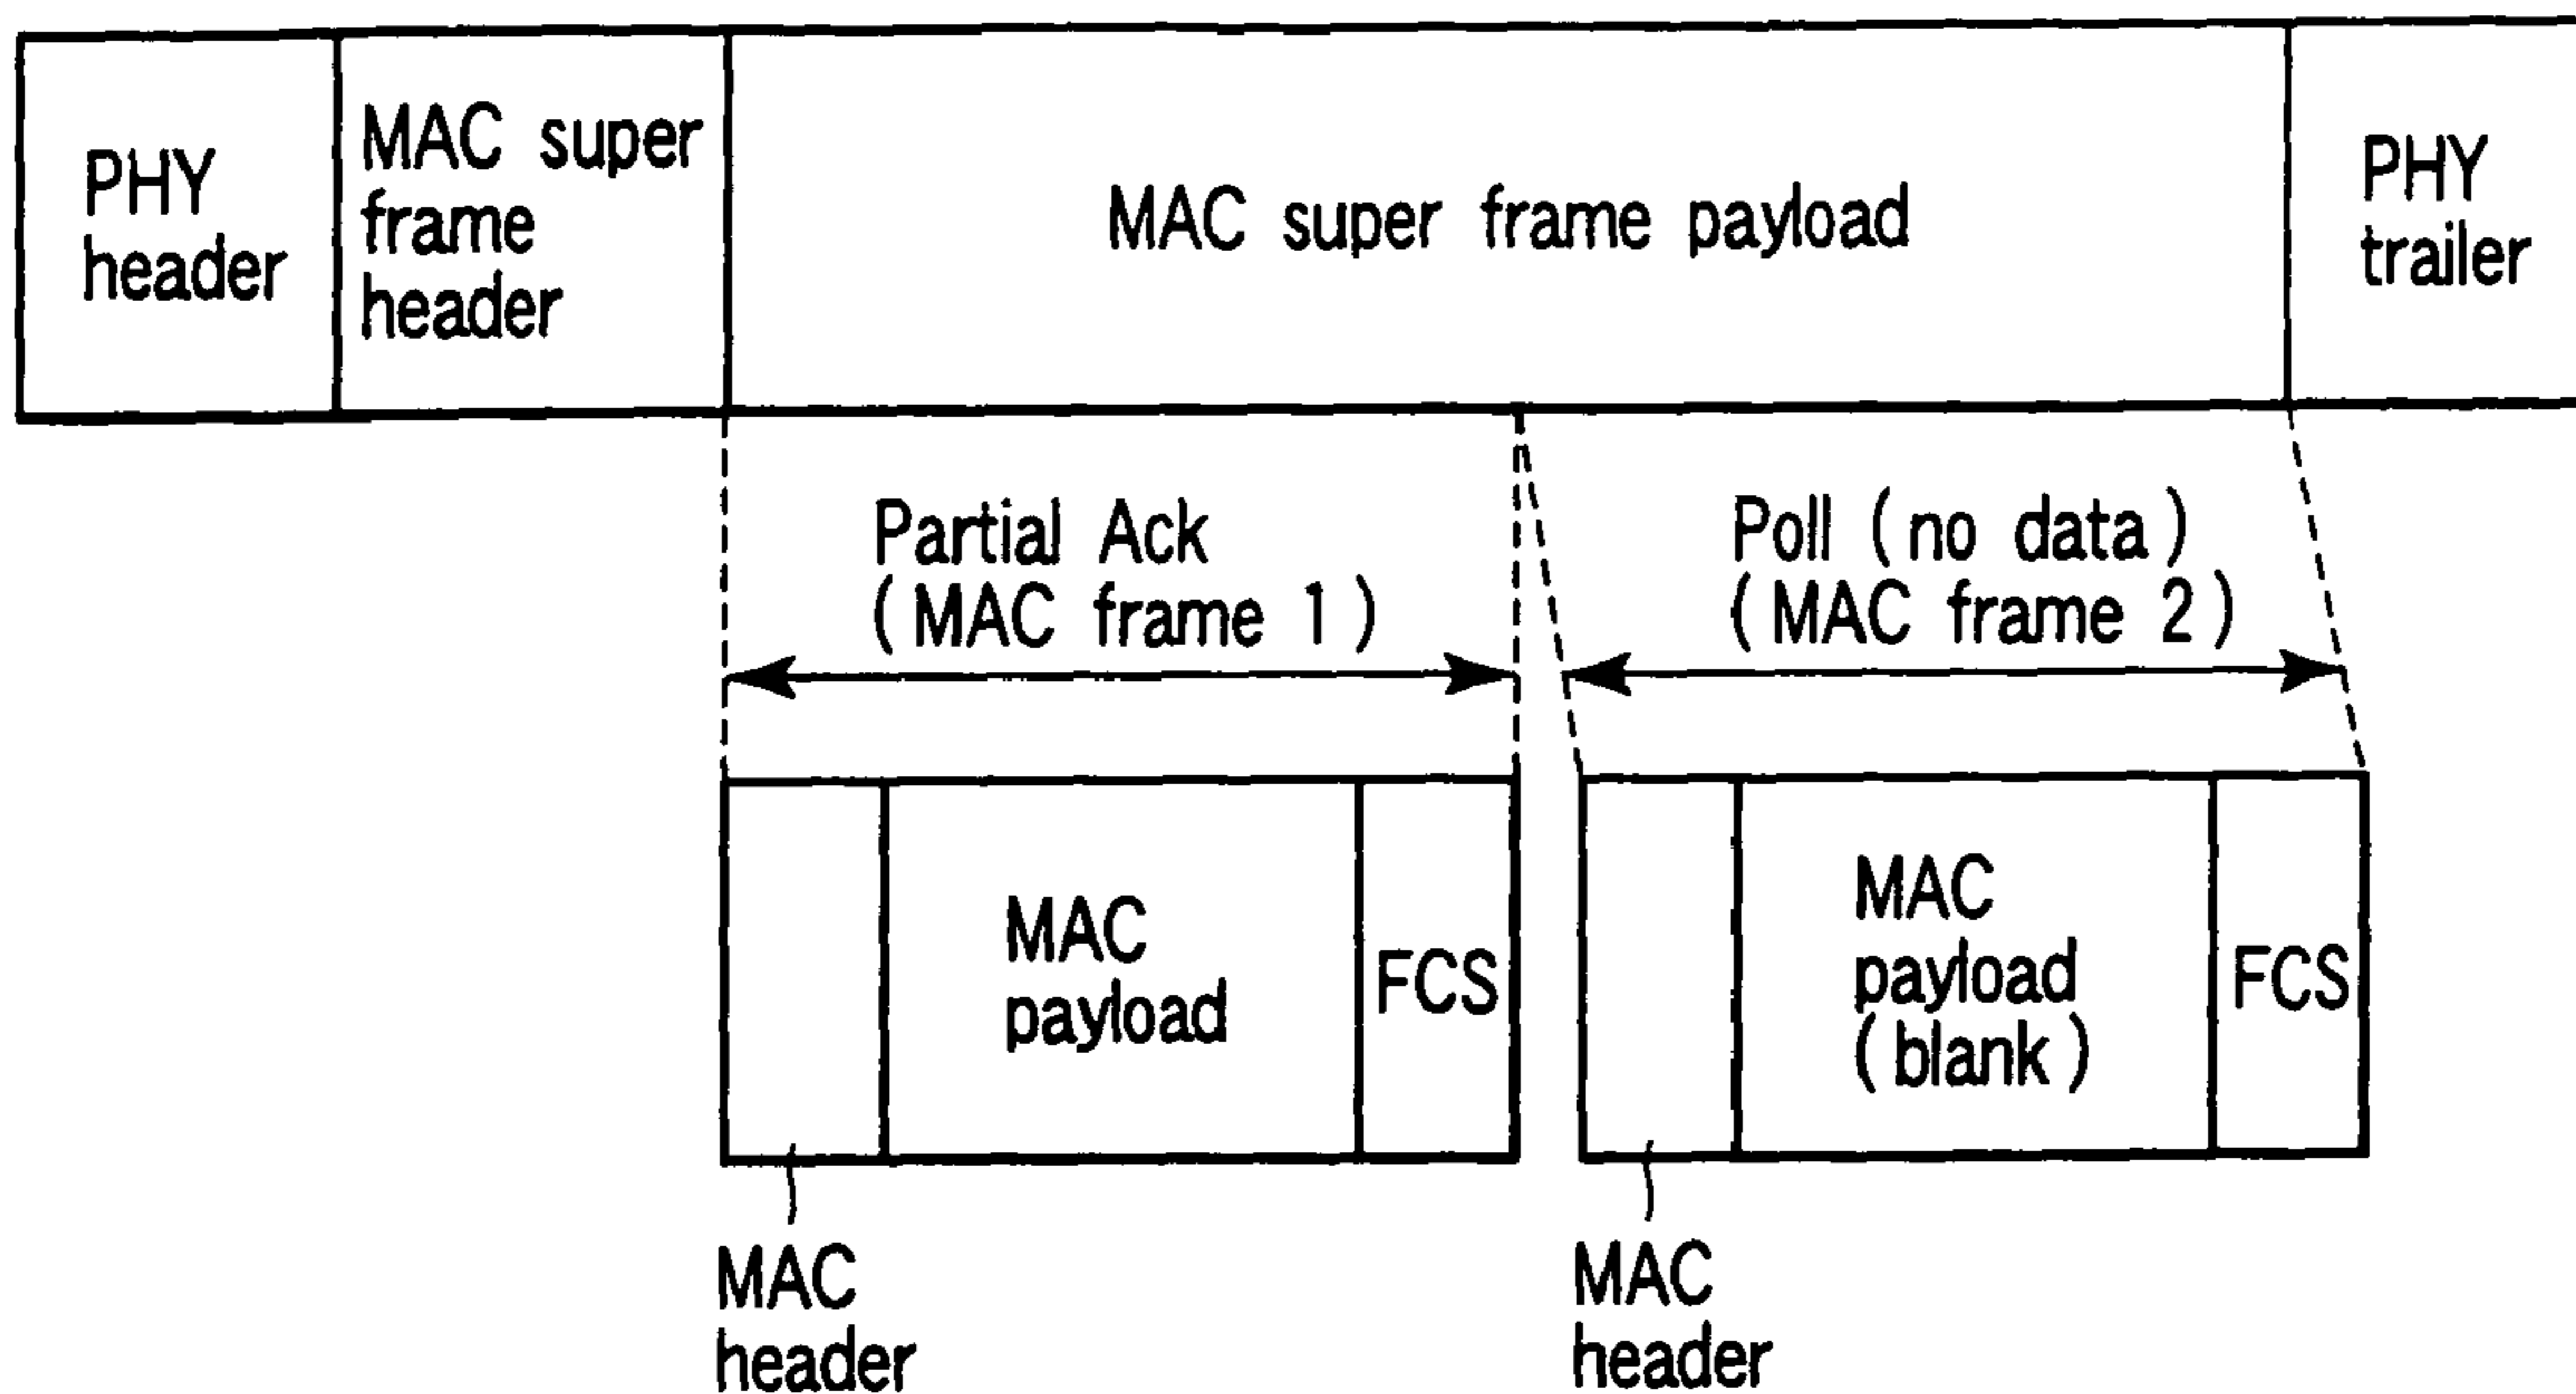 PHY
header
MAC super
frame
header
MAC super frame payload
PHY
trailer
Partial Ack
(MAC frame 1)
Poll (no data)
(MAC frame 2)
MAC
payload
FCS
MAC
payload
(blank)
FCS
MAC
header
MAC
header